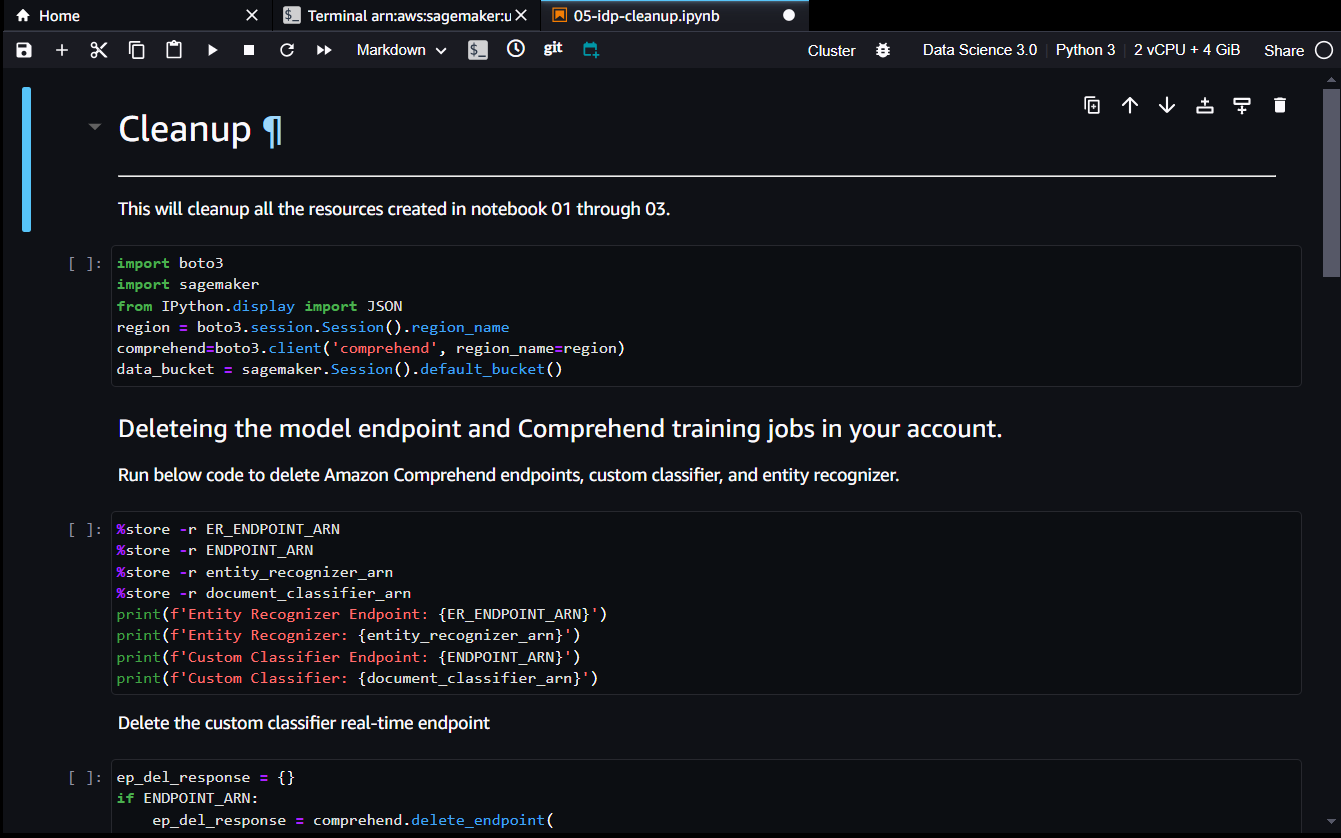 Home
Terminal arn:aws:sagemaker:u
05-idp-cleanup.ipynb
Markdown
git
Cluster
Data Science 3.0
Python 3
2 vCPU + 4 GiB
Share
Cleanup ¶
This will cleanup all the resources created in notebook 01 through 03.
[ ]:
import boto3
import sagemaker
from IPython.display import JSON
region = boto3.session.Session().region_name
comprehend=boto3.client('comprehend', region_name=region)
data_bucket = sagemaker.Session().default_bucket()
Deleteing the model endpoint and Comprehend training jobs in your account.
Run below code to delete Amazon Comprehend endpoints, custom classifier, and entity recognizer.
[ ]:
%store -r ER_ENDPOINT_ARN
%store -r ENDPOINT_ARN
%store -r entity_recognizer_arn
%store -r document_classifier_arn
print(f'Entity Recognizer Endpoint: {ER_ENDPOINT_ARN}')
print(f'Entity Recognizer: {entity_recognizer_arn}')
print(f'Custom Classifier Endpoint: {ENDPOINT_ARN}')
print(f'Custom Classifier: {document_classifier_arn}')
Delete the custom classifier real-time endpoint
[ ]:
ep_del_response = {}
if ENDPOINT_ARN:
    ep_del_response = comprehend.delete_endpoint(